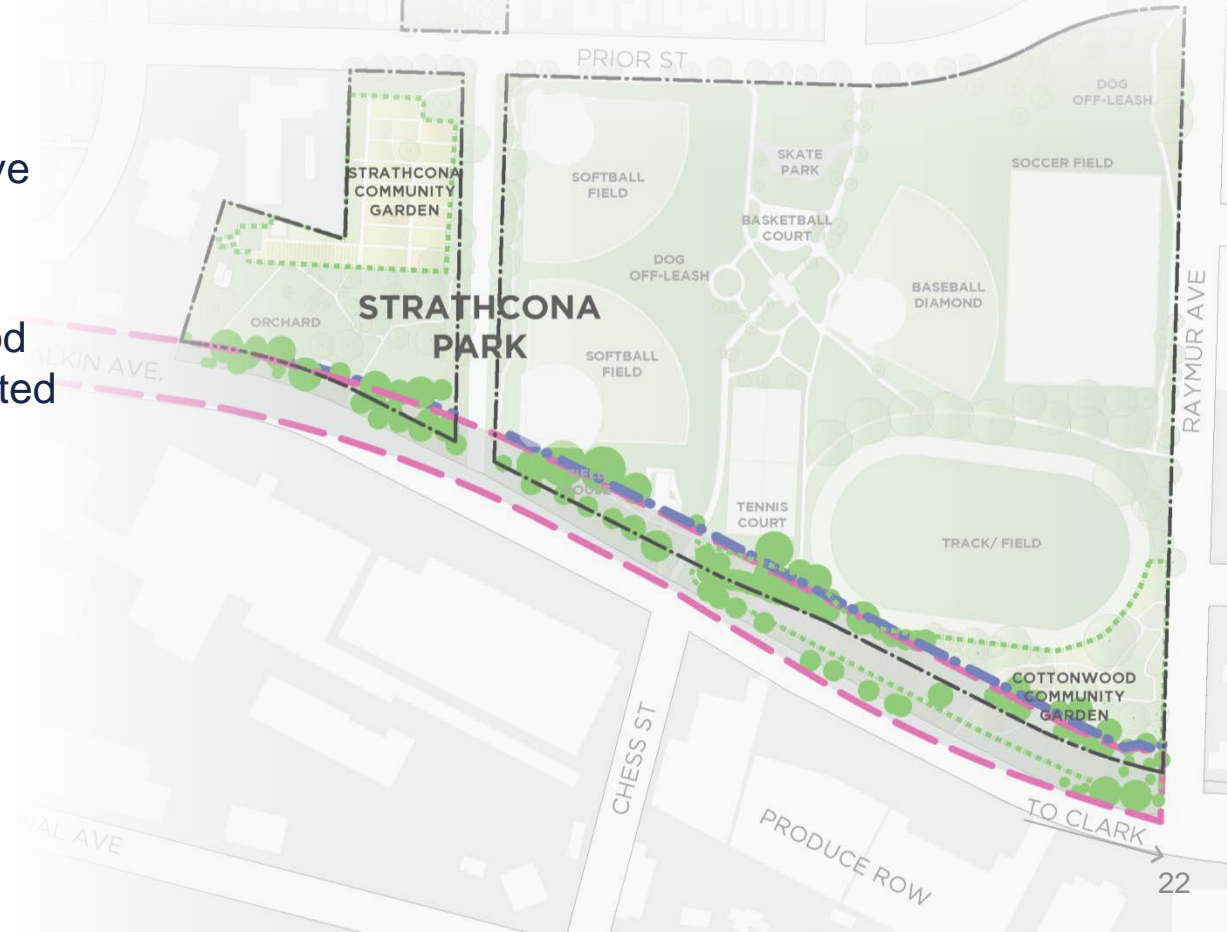 PRIOR ST
DOG
OFF-LEASH
SKATE
PARK
SOCCER FIELD
ve
STRATHCONA
COMMUNITY
GARDEN
SOFTBALL
FIELD
BASKETBALL
COURT
DOG
OFF-LEASH
BASEBALL
DIAMOND
RAYMUR AVE
STRATHCONA
PARK
ORCHARD
od
ted
ALKIN AVE.
SOFTBALL
FIELD
TENNIS
COURT
TRACK/ FIELD
COTTONWOOD
COMMUNITY
GARDEN
CHESS ST
PRODUCE ROW
TO CLARK
NAL AVE
22